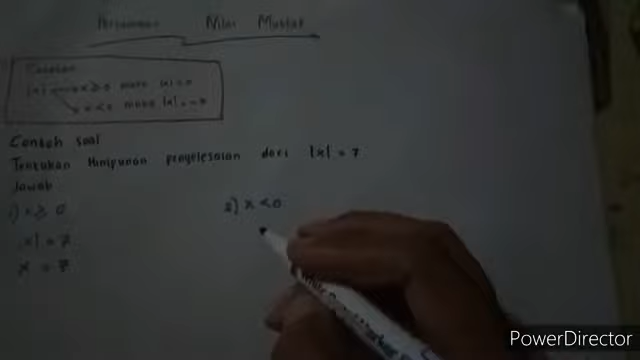 Persamaan Nilai Mutlak
Catatan
|x| x ≥ 0 maka |x| =
x < 0 maka |x| = -
Contoh soal
Tentukan Himpunan penyelesaian dari |x| = 7
Jawab
1) x ≥ 0
2) x < 0
x| = 7
x = 7
PowerDirector